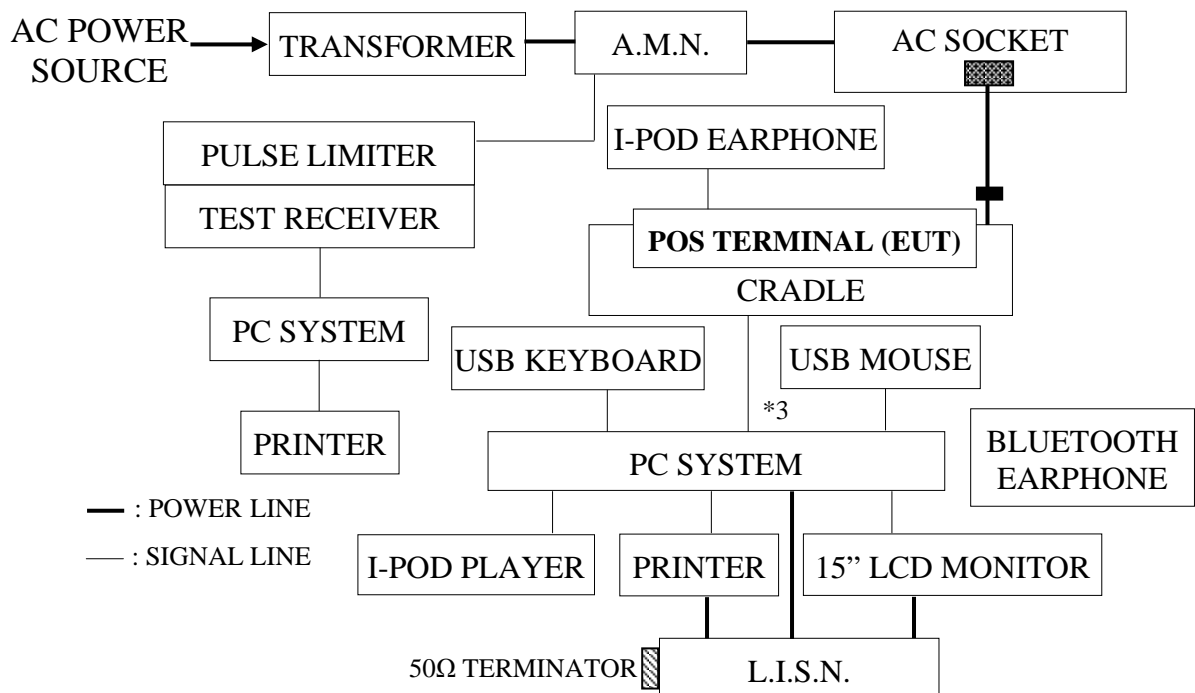 AC POWER
SOURCE
TRANSFORMER
A.M.N.
AC SOCKET
I-POD EARPHONE
PULSE LIMITER
TEST RECEIVER
POS TERMINAL (EUT)
CRADLE
PC SYSTEM
USB KEYBOARD
USB MOUSE
*3
PRINTER
PC SYSTEM
BLUETOOTH
EARPHONE
: POWER LINE
: SIGNAL LINE
I-POD PLAYER
PRINTER
15” LCD MONITOR
50Ω TERMINATOR
L.I.S.N.